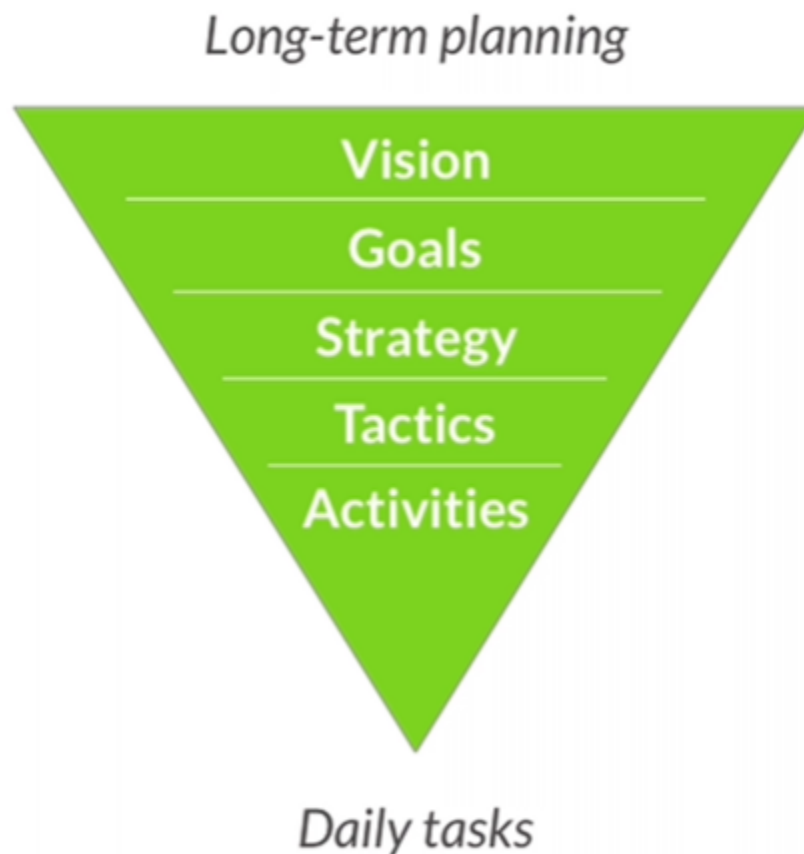 Long-term planning
Vision
Goals
Strategy
Tactics
Activities
Daily tasks